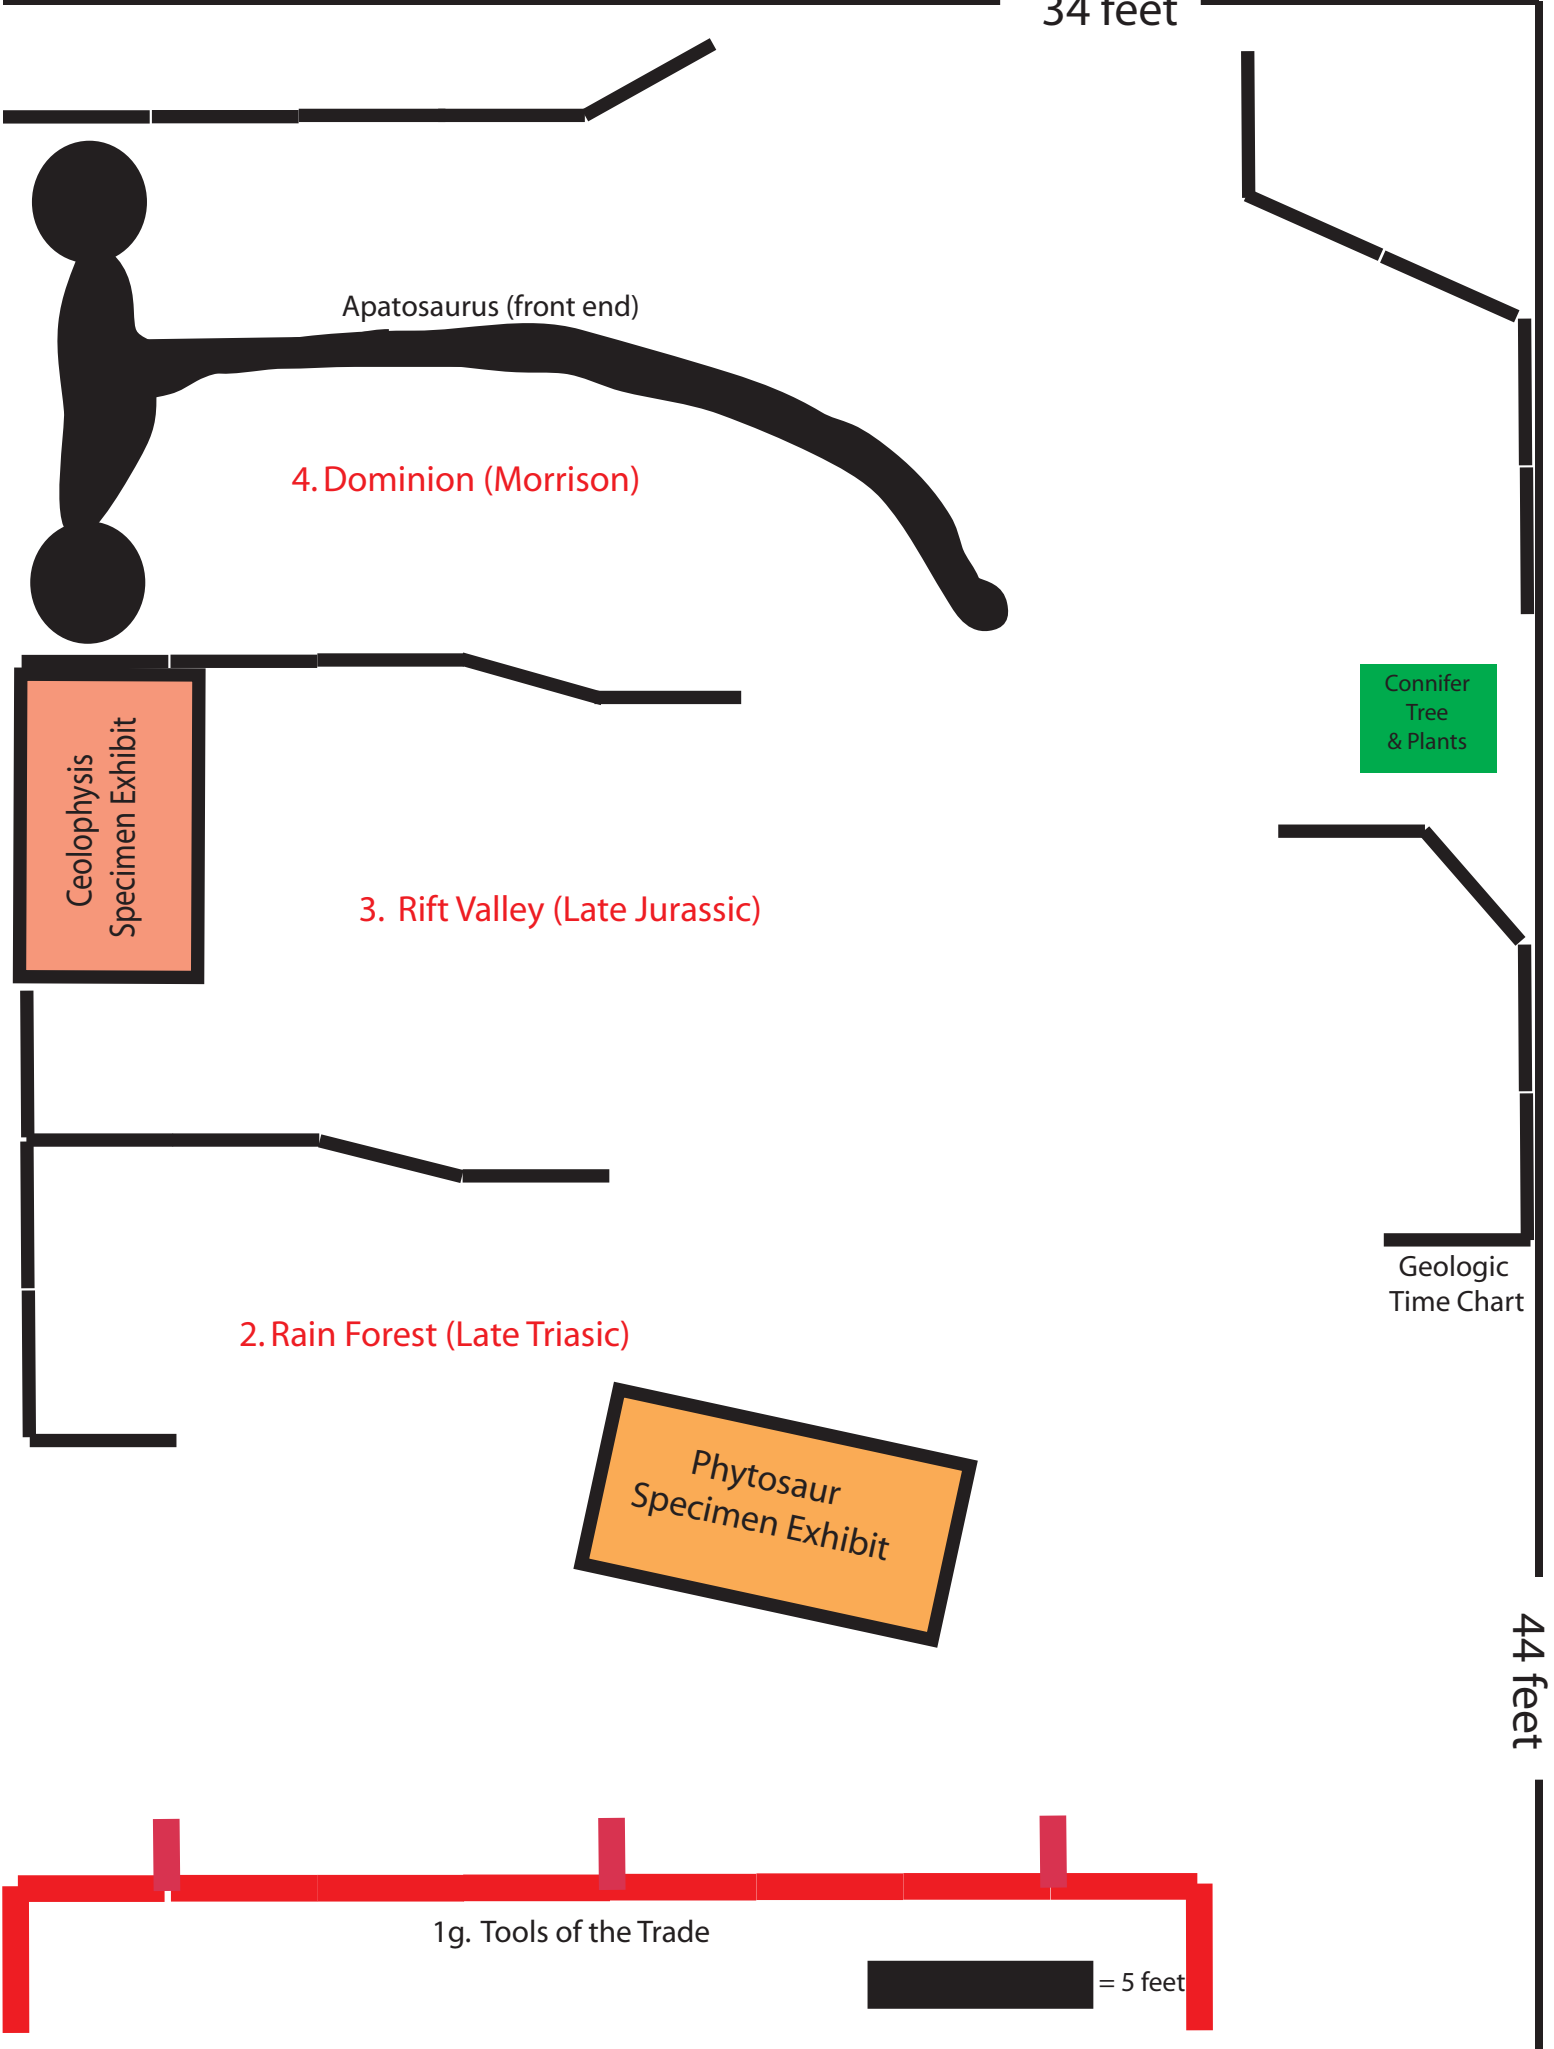 34 feet
Apatosaurus (front end)
4. Dominion (Morrison)
Connifer
Tree
& Plants
Ceolophysis
Specimen Exhibit
3. Rift Valley (Late Jurassic)
Geologic
Time Chart
2. Rain Forest (Late Triasic)
Phytosaur
Specimen Exhibit
44 feet
1g. Tools of the Trade
= 5 feet